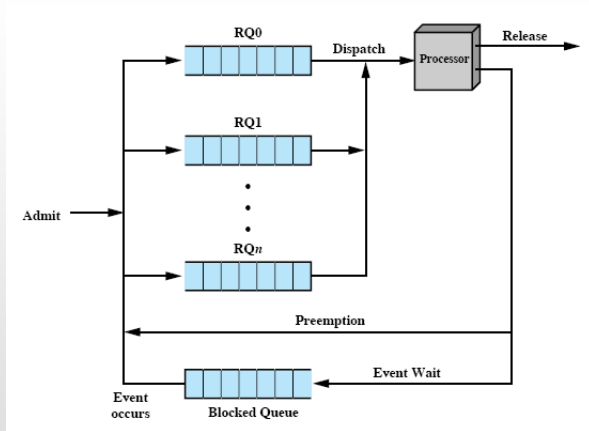 RQ0
Dispatch
Release
Processor
RQ1
Admit
RQn
Preemption
Event Wait
Event
occurs
Blocked Queue